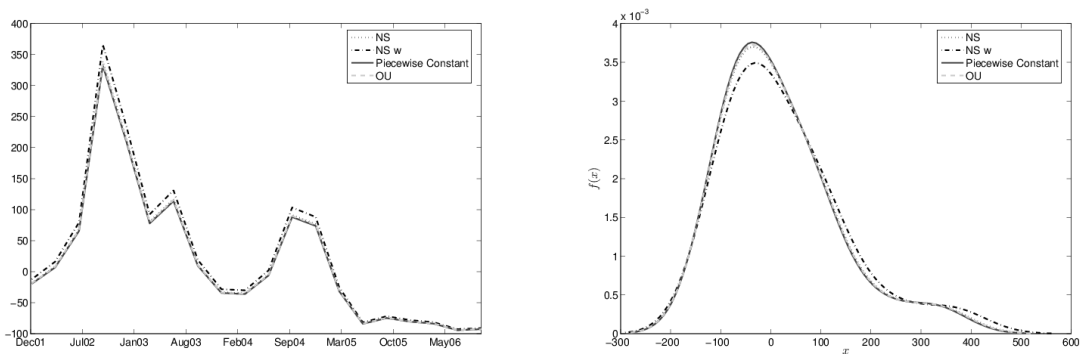 400
350
300
250
200
150
100
50
0
−50
−100
Dec01 Jul02 Jan03 Aug03 Feb04 Sep04 Mar05 Oct05 May06
NS
NS w
Piecewise Constant
OU
x 10⁻³
4
3.5
3
2.5
2
1.5
1
0.5
0
f(x)
−300 −200 −100 0 100 200 300 400 500 600
x
NS
NS w
Piecewise Constant
OU